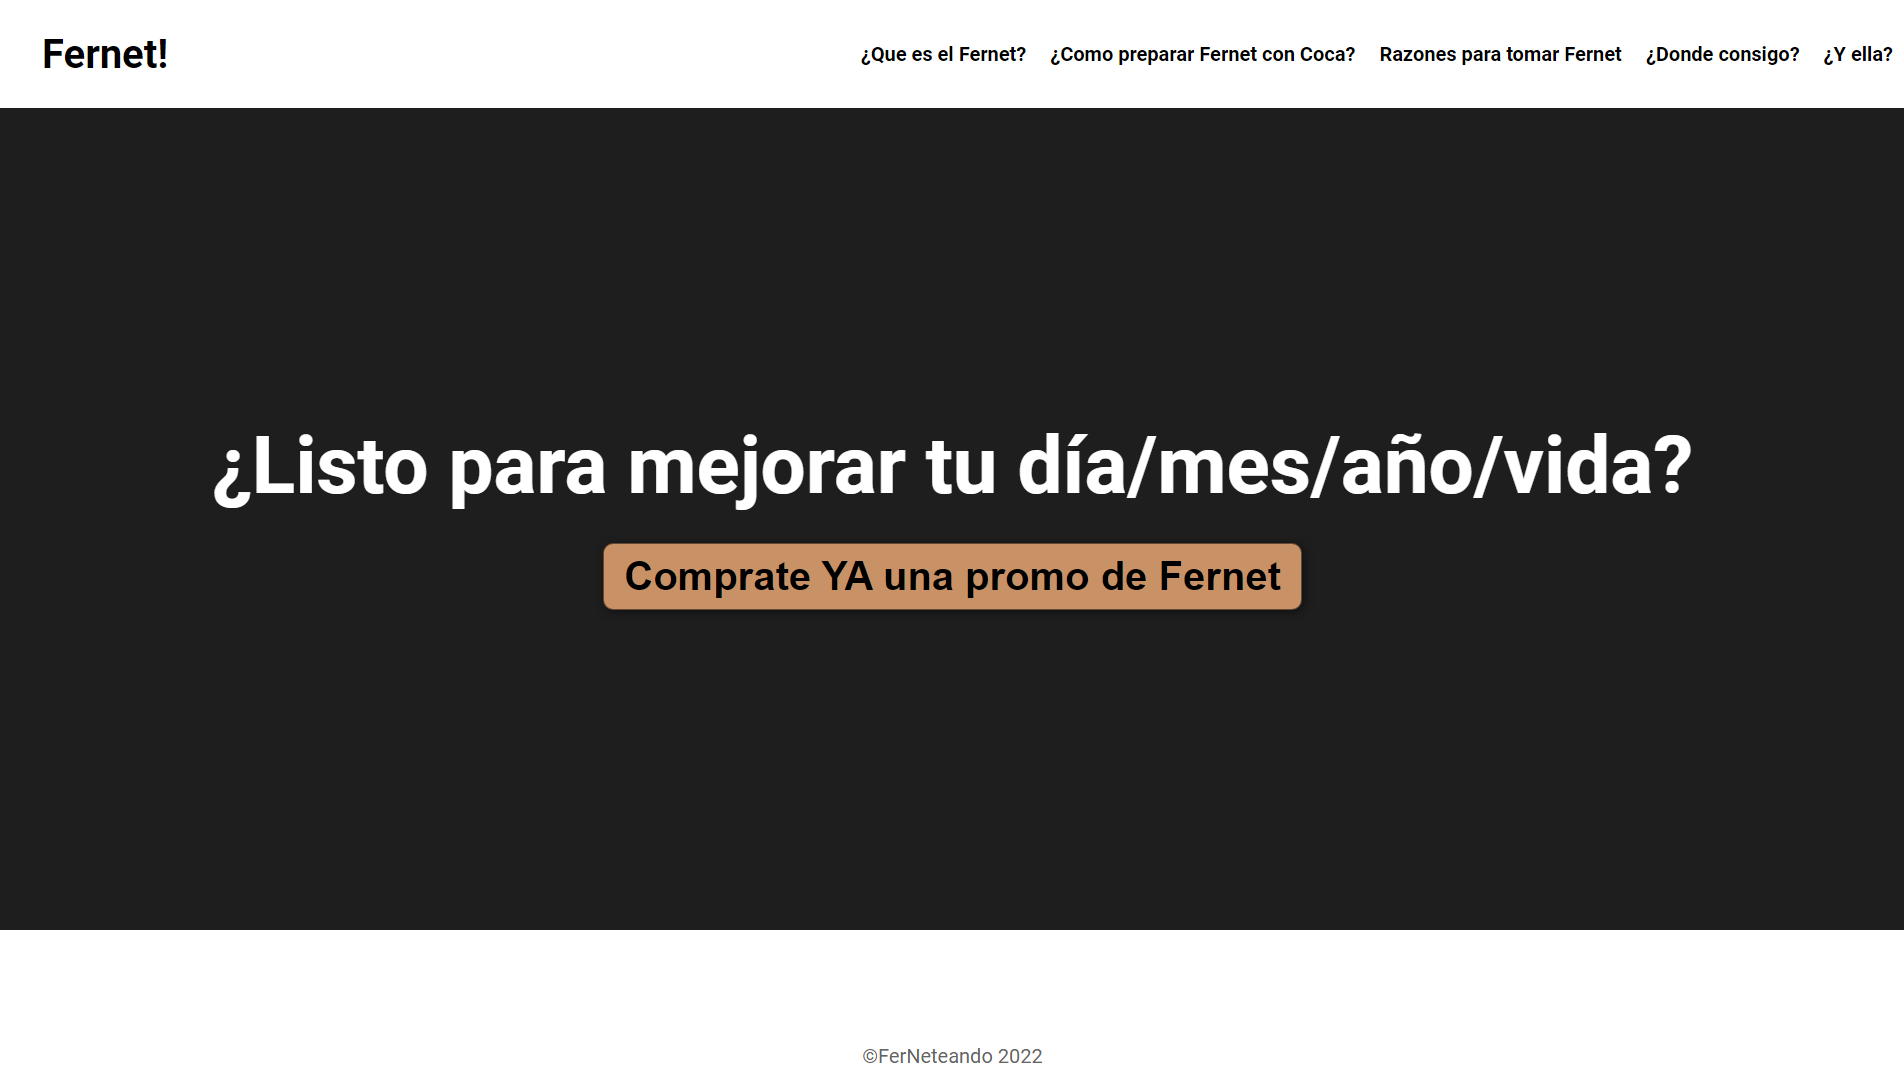 Fernet!
¿Que es el Fernet? ¿Como preparar Fernet con Coca? Razones para tomar Fernet ¿Donde consigo? ¿Y ella?
¿Listo para mejorar tu día/mes/año/vida?
Comprate YA una promo de Fernet
©FerNeteando 2022